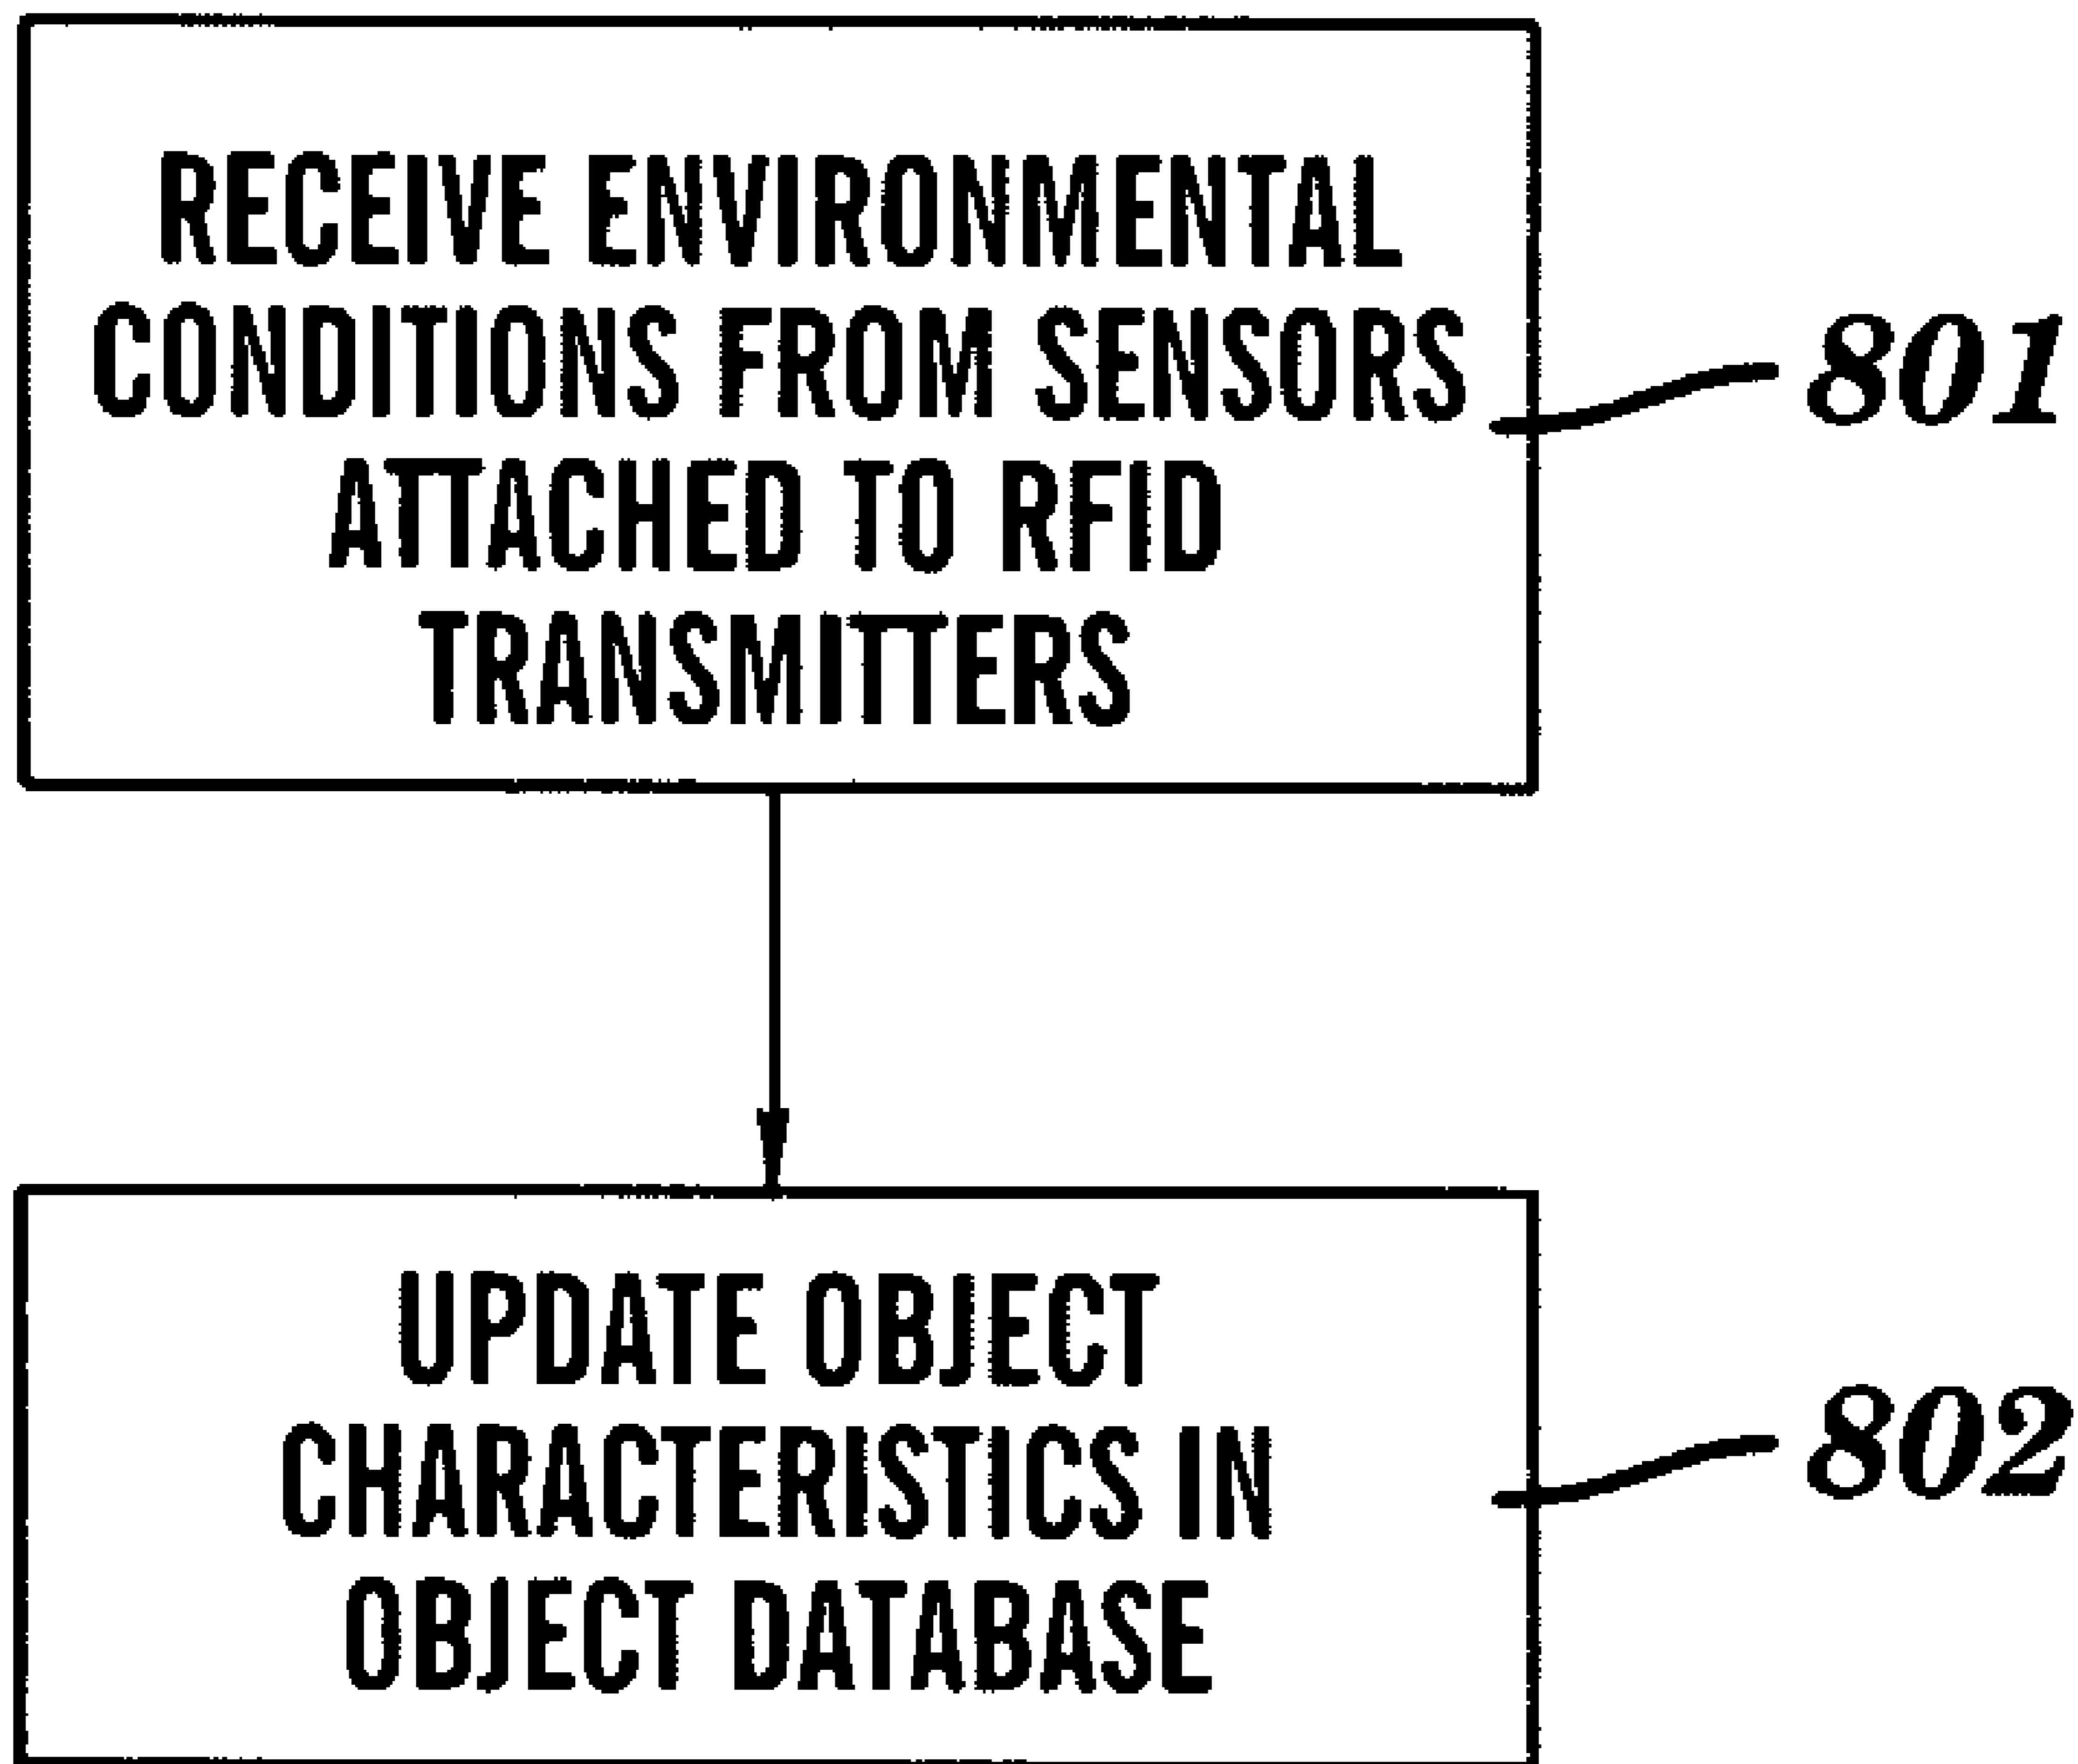 RECEIVE ENVIRONMENTAL
CONDITIONS FROM SENSORS
ATTACHED TO RFID
TRANSMITTERS
801
UPDATE OBJECT
CHARACTERISTICS IN
OBJECT DATABASE
802